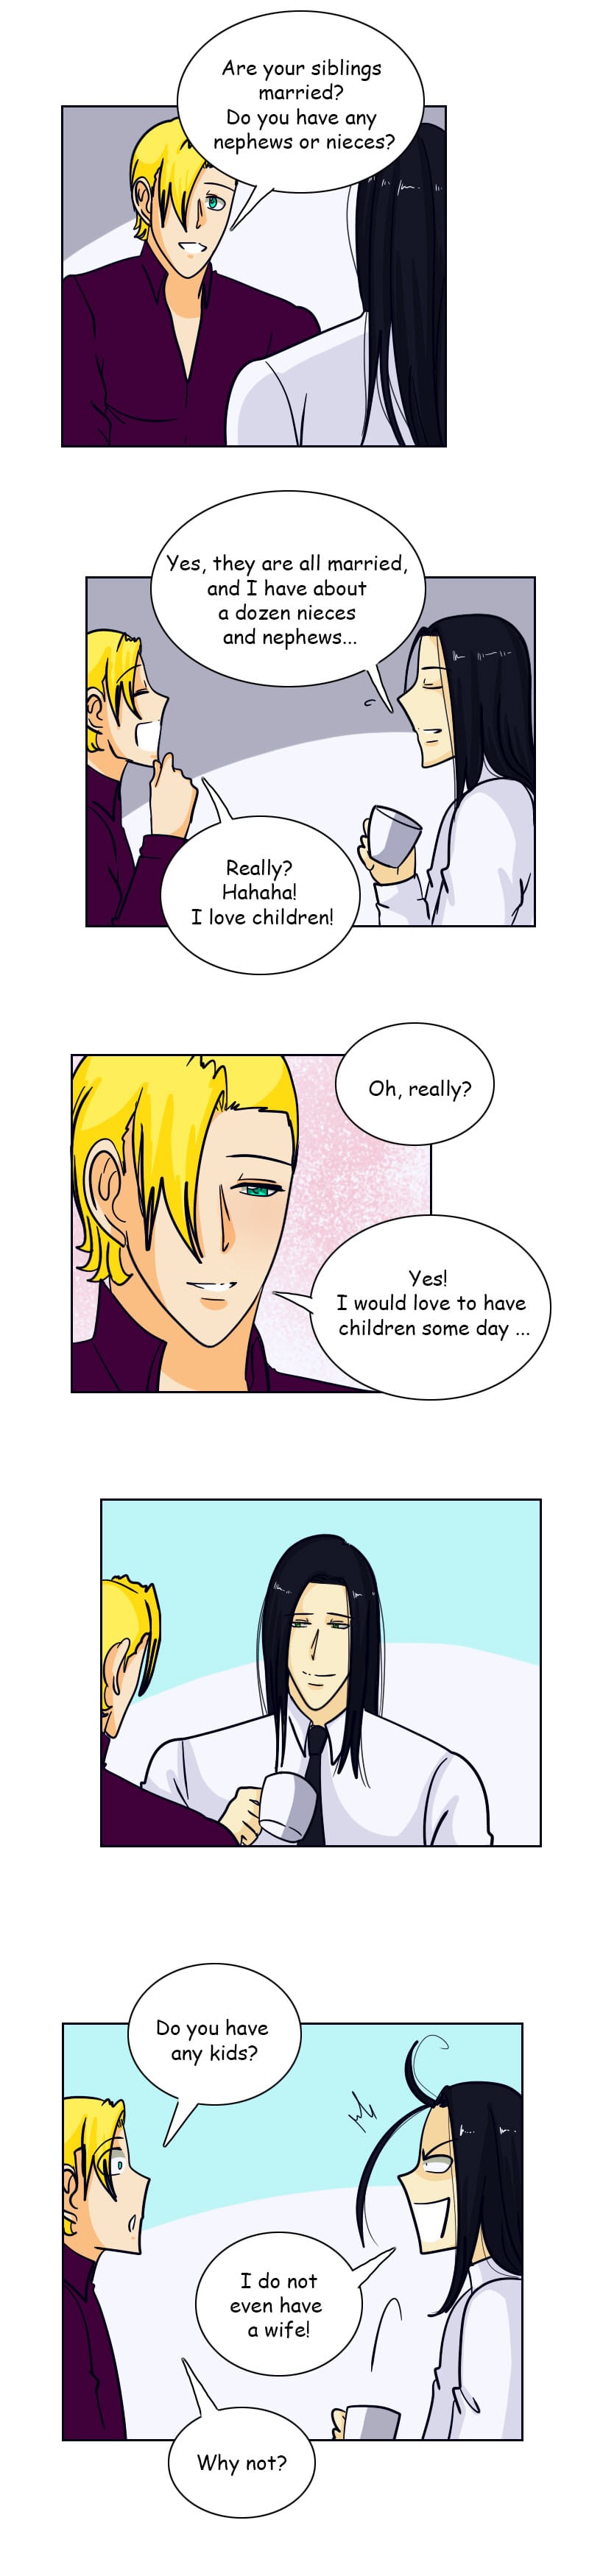 Are your siblings
married?
Do you have any
nephews or nieces?
Yes, they are all married,
and I have about
a dozen nieces
and nephews...
Really?
Hahaha!
I love children!
Oh, really?
Yes!
I would love to have
children some day ...
Do you have
any kids?
I do not
even have
a wife!
Why not?